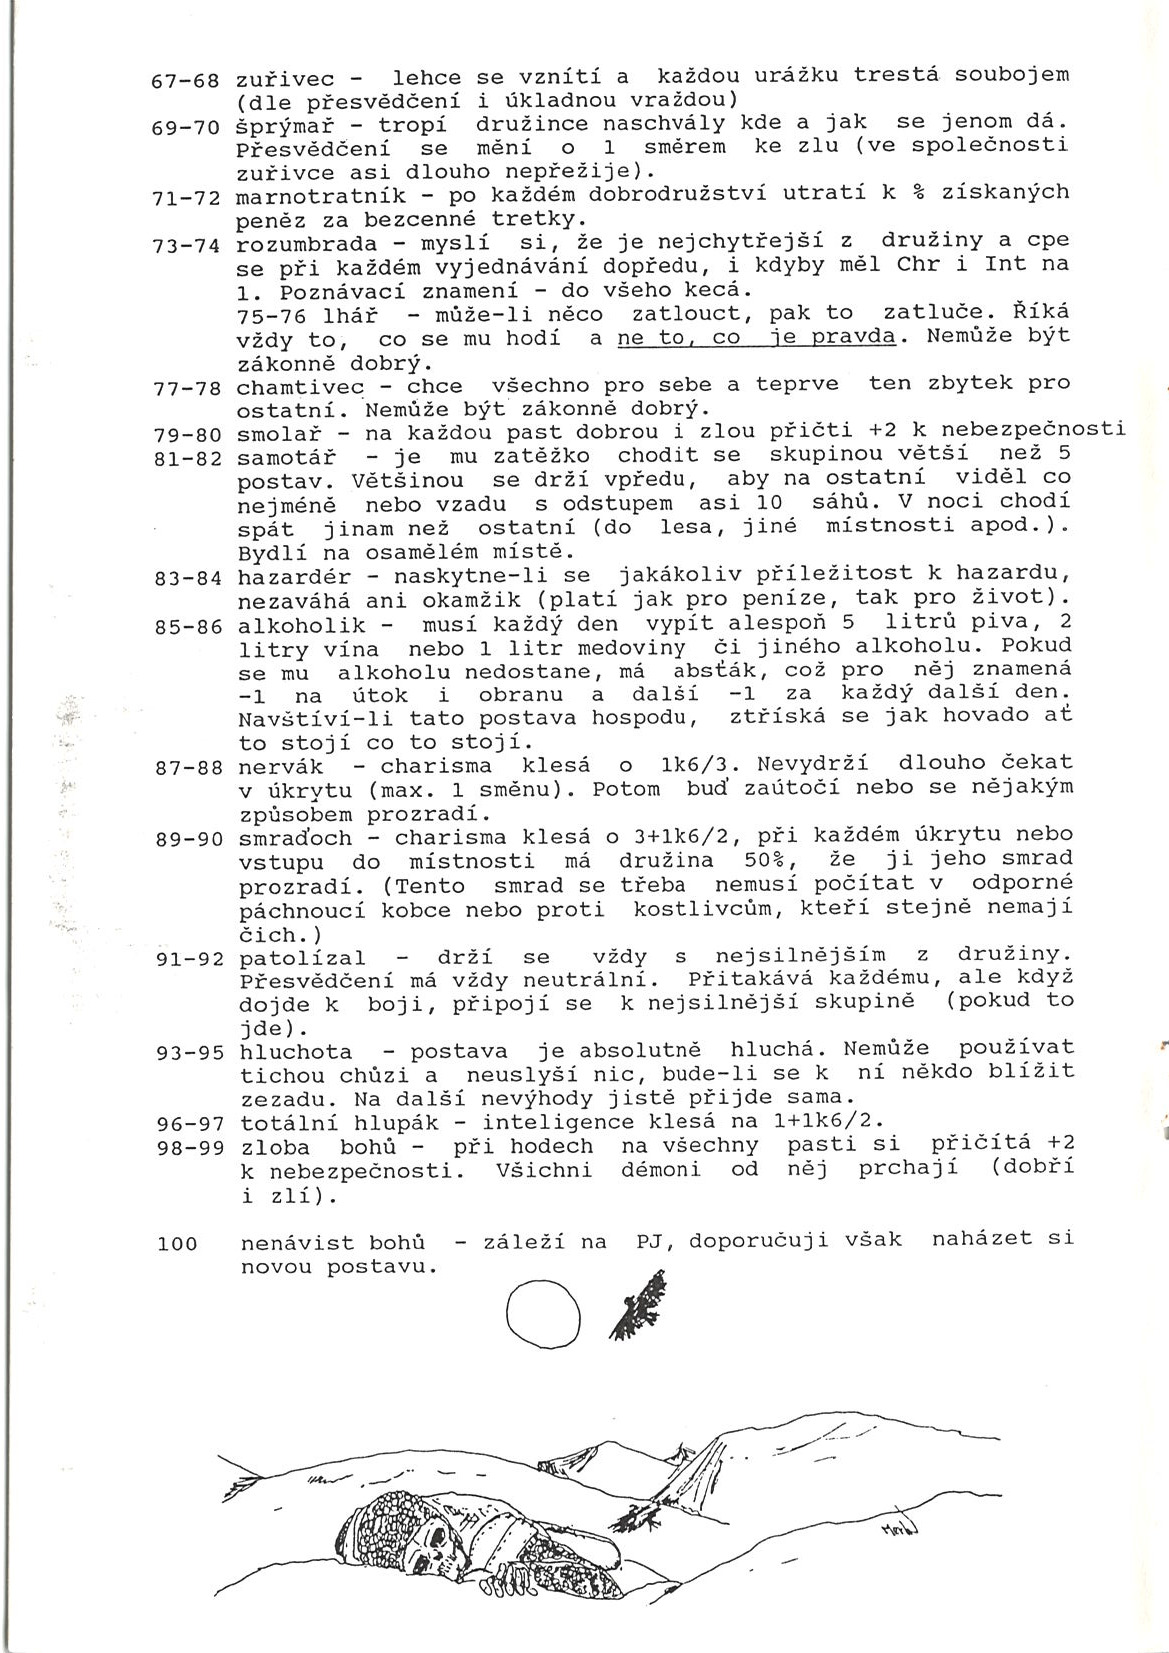 67-68 zuřivec - lehce se vznítí a každou urážku trestá soubojem
(dle přesvědčení i úkladnou vraždou)
69-70 šprýmař - tropí družince naschvály kde a jak se jenom dá.
Přesvědčení se mění o 1 směrem ke zlu (ve společnosti
zuřivce asi dlouho nepřežije).
71-72 marnotratník - po každém dobrodružství utratí k % získaných
peněz za bezcenné tretky.
73-74 rozumbrada - myslí si, že je nejchytřejší z družiny a cpe
se při každém vyjednávání dopředu, i kdyby měl Chr i Int na
1. Poznávací znamení - do všeho kecá.
75-76 lhář - může-li něco zatlouct, pak to zatluče. Říká
vždy to, co se mu hodí a ne to, co je pravda. Nemůže být
zákonně dobrý.
77-78 chamtivec - chce všechno pro sebe a teprve ten zbytek pro
ostatní. Nemůže být zákonně dobrý.
79-80 smolař - na každou past dobrou i zlou přičti +2 k nebezpečnosti
81-82 samotář - je mu zatěžko chodit se skupinou větší než 5
postav. Většinou se drží vpředu, aby na ostatní viděl co
nejméně nebo vzadu s odstupem asi 10 sáhů. V noci chodí
spát jinam než ostatní (do lesa, jiné místnosti apod.).
Bydlí na osamělém místě.
83-84 hazardér - naskytne-li se jakákoliv příležitost k hazardu,
nezaváhá ani okamžik (platí jak pro peníze, tak pro život).
85-86 alkoholik - musí každý den vypít alespoň 5 litrů piva, 2
litry vína nebo 1 litr medoviny či jiného alkoholu. Pokud
se mu alkoholu nedostane, má absťák, což pro něj znamená
-1 na útok i obranu a další -1 za každý další den.
Navštíví-li tato postava hospodu, ztříská se jak hovado ať
to stojí co to stojí.
87-88 nervák - charisma klesá o 1k6/3. Nevydrží dlouho čekat
v úkrytu (max. 1 směnu). Potom buď zaútočí nebo se nějakým
způsobem prozradí.
89-90 smraďoch - charisma klesá o 3+1k6/2, při každém úkrytu nebo
vstupu do místnosti má družina 50%, že ji jeho smrad
prozradí. (Tento smrad se třeba nemusí počítat v odporné
páchnoucí kobce nebo proti kostlivcům, kteří stejně nemají
čich.)
91-92 patolízal - drží se vždy s nejsilnějším z družiny.
Přesvědčení má vždy neutrální. Přitakává každému, ale když
dojde k boji, připojí se k nejsilnější skupině (pokud to
jde).
93-95 hluchota - postava je absolutně hluchá. Nemůže používat
tichou chůzi a neuslyší nic, bude-li se k ní někdo blížit
zezadu. Na další nevýhody jistě přijde sama.
96-97 totální hlupák - inteligence klesá na 1+1k6/2.
98-99 zloba bohů - při hodech na všechny pasti si přičítá +2
k nebezpečnosti. Všichni démoni od něj prchají (dobří
i zlí).
100 nenávist bohů - záleží na PJ, doporučuji však naházet si
novou postavu.